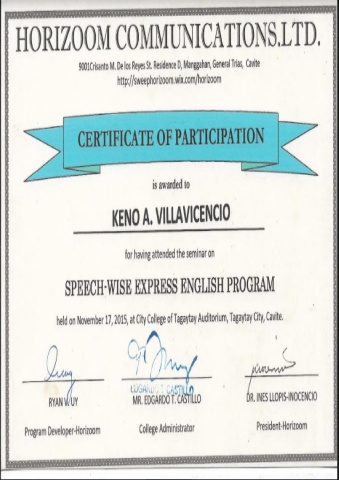 HORIZOOM COMMUNICATIONS.LTD.
9001Crisanto M. De los Reyes St. Residence D, Manggahan, General Trias, Cavite
http://sweephorizoom.wix.com/horizoom
CERTIFICATE OF PARTICIPATION
is awarded to
KENO A. VILLAVICENCIO
for having attended the seminar on
SPEECH-WISE EXPRESS ENGLISH PROGRAM
held on November 17, 2015, at City College of Tagaytay Auditorium, Tagaytay City, Cavite.
EDGARDO T. CASTILLO
RYAN W UY MR. EDGARDO T. CASTILLO DR. INES LLOPIS-INOCENCIO
Program Developer-Horizoom College Administrator President-Horizoom